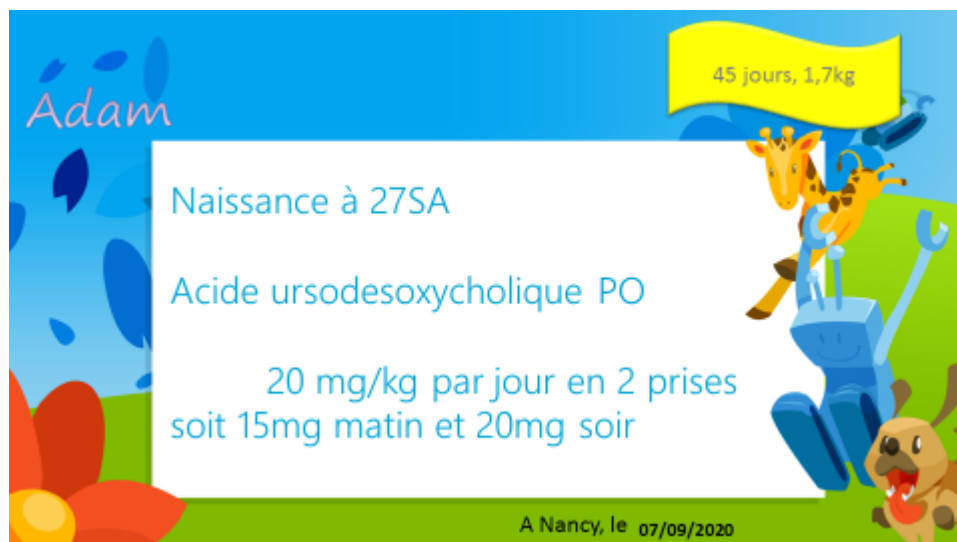 45 jours, 1,7kg
Adam
Naissance à 27SA
Acide ursodesoxycholique PO
20 mg/kg par jour en 2 prises
soit 15mg matin et 20mg soir
A Nancy, le 07/09/2020